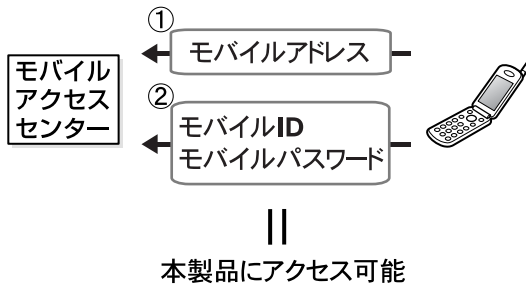 ①
モバイルアドレス
モバイル
アクセス
センター
②
モバイルID
モバイルパスワード
本製品にアクセス可能